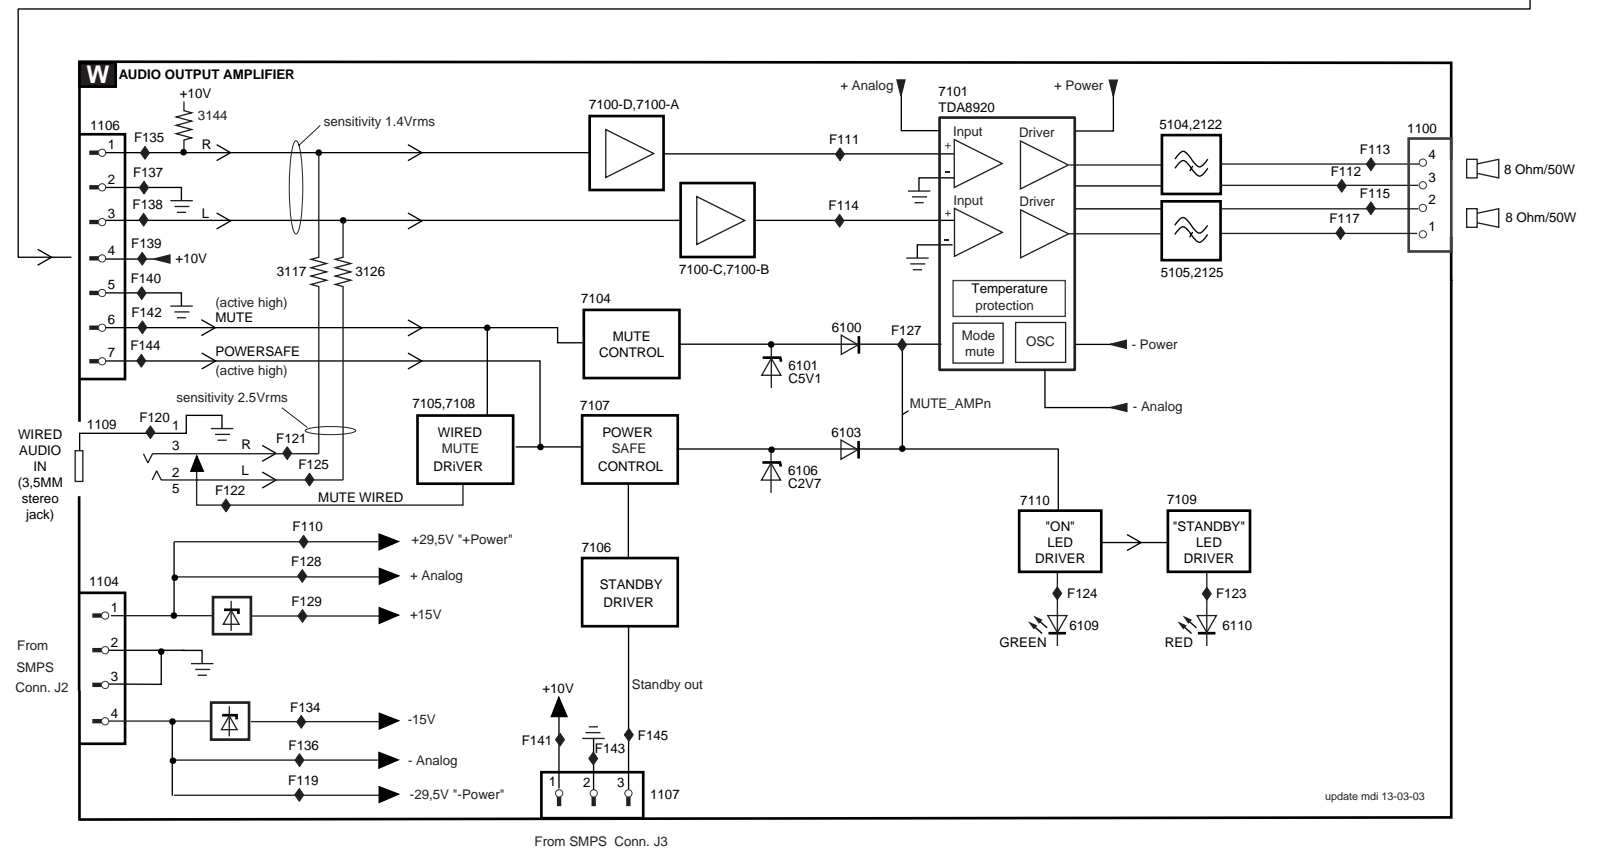 W AUDIO OUTPUT AMPLIFIER
+10V
3144
1106
F135
1
R
sensitivity 1.4Vrms
F137
2
F138
3
L
F139
4
+10V
F140
5
(active high)
MUTE
F142
6
F144
7
POWERSAFE
(active high)
3117
3126
sensitivity 2.5Vrms
7100-D,7100-A
7100-C,7100-B
F111
F114
+ Analog
7101
TDA8920
+ Power
Input
Driver
+
-
Input
Driver
+
-
Temperature
protection
Mode
mute
OSC
- Power
- Analog
5104,2122
5105,2125
F113
F112
F115
F117
1100
4
3
2
1
8 Ohm/50W
8 Ohm/50W
7104
MUTE
CONTROL
6100
F127
6101
C5V1
MUTE_AMPn
7105,7108
WIRED
MUTE
DRiVER
7107
POWER
SAFE
CONTROL
6103
6106
C2V7
WIRED
AUDIO
IN
(3,5MM
stereo
jack)
1109
F120
1
3
R
F121
2
L
F125
5
F122
MUTE WIRED
7106
STANDBY
DRIVER
Standby out
7110
"ON"
LED
DRIVER
7109
"STANDBY"
LED
DRIVER
F124
F123
6109
GREEN
6110
RED
F110
+29,5V "+Power"
F128
+ Analog
F129
+15V
1104
1
2
3
4
From
SMPS
Conn. J2
F134
-15V
F136
- Analog
F119
-29,5V "-Power"
+10V
F141
F143
F145
1
2
3
1107
From SMPS Conn. J3
update mdi 13-03-03